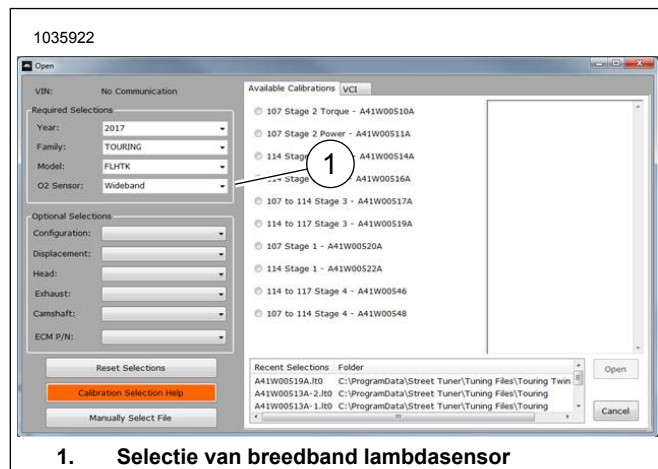 1035922
Open
VIN: No Communication
Required Selections
Year: 2017
Family: TOURING
Model: FLHTK
O2 Sensor: Wideband
Optional Selections
Configuration:
Displacement:
Head:
Exhaust:
Camshaft:
ECM P/N:
Reset Selections
Calibration Selection Help
Manually Select File
Available Calibrations VCI
107 Stage 2 Torque - A41W00510A
107 Stage 2 Power - A41W00511A
114 Stage - A41W00514A
114 Stage - A41W00516A
107 to 114 Stage 3 - A41W00517A
114 to 117 Stage 3 - A41W00519A
107 Stage 1 - A41W00520A
114 Stage 1 - A41W00522A
114 to 117 Stage 4 - A41W00546
107 to 114 Stage 4 - A41W00548
1
Recent Selections Folder
A41W00519A.lt0 C:\ProgramData\Street Tuner\Tuning Files\Touring Twin
A41W00513A-2.lt0 C:\ProgramData\Street Tuner\Tuning Files\Touring
A41W00513A-1.lt0 C:\ProgramData\Street Tuner\Tuning Files\Touring
Open
Cancel
1. Selectie van breedband lambdasensor